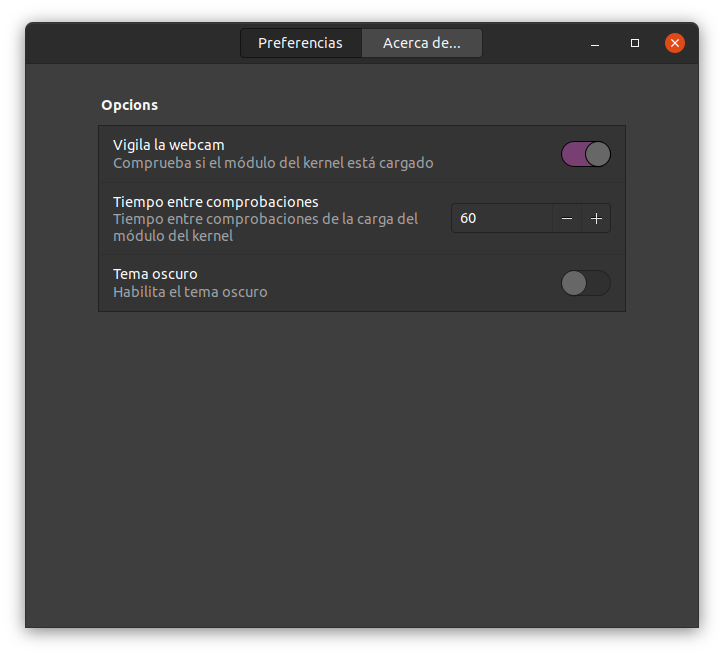 Preferencias
Acerca de...
Opcions
Vigila la webcam
Comprueba si el módulo del kernel está cargado
Tiempo entre comprobaciones
Tiempo entre comprobaciones de la carga del
módulo del kernel
60
Tema oscuro
Habilita el tema oscuro